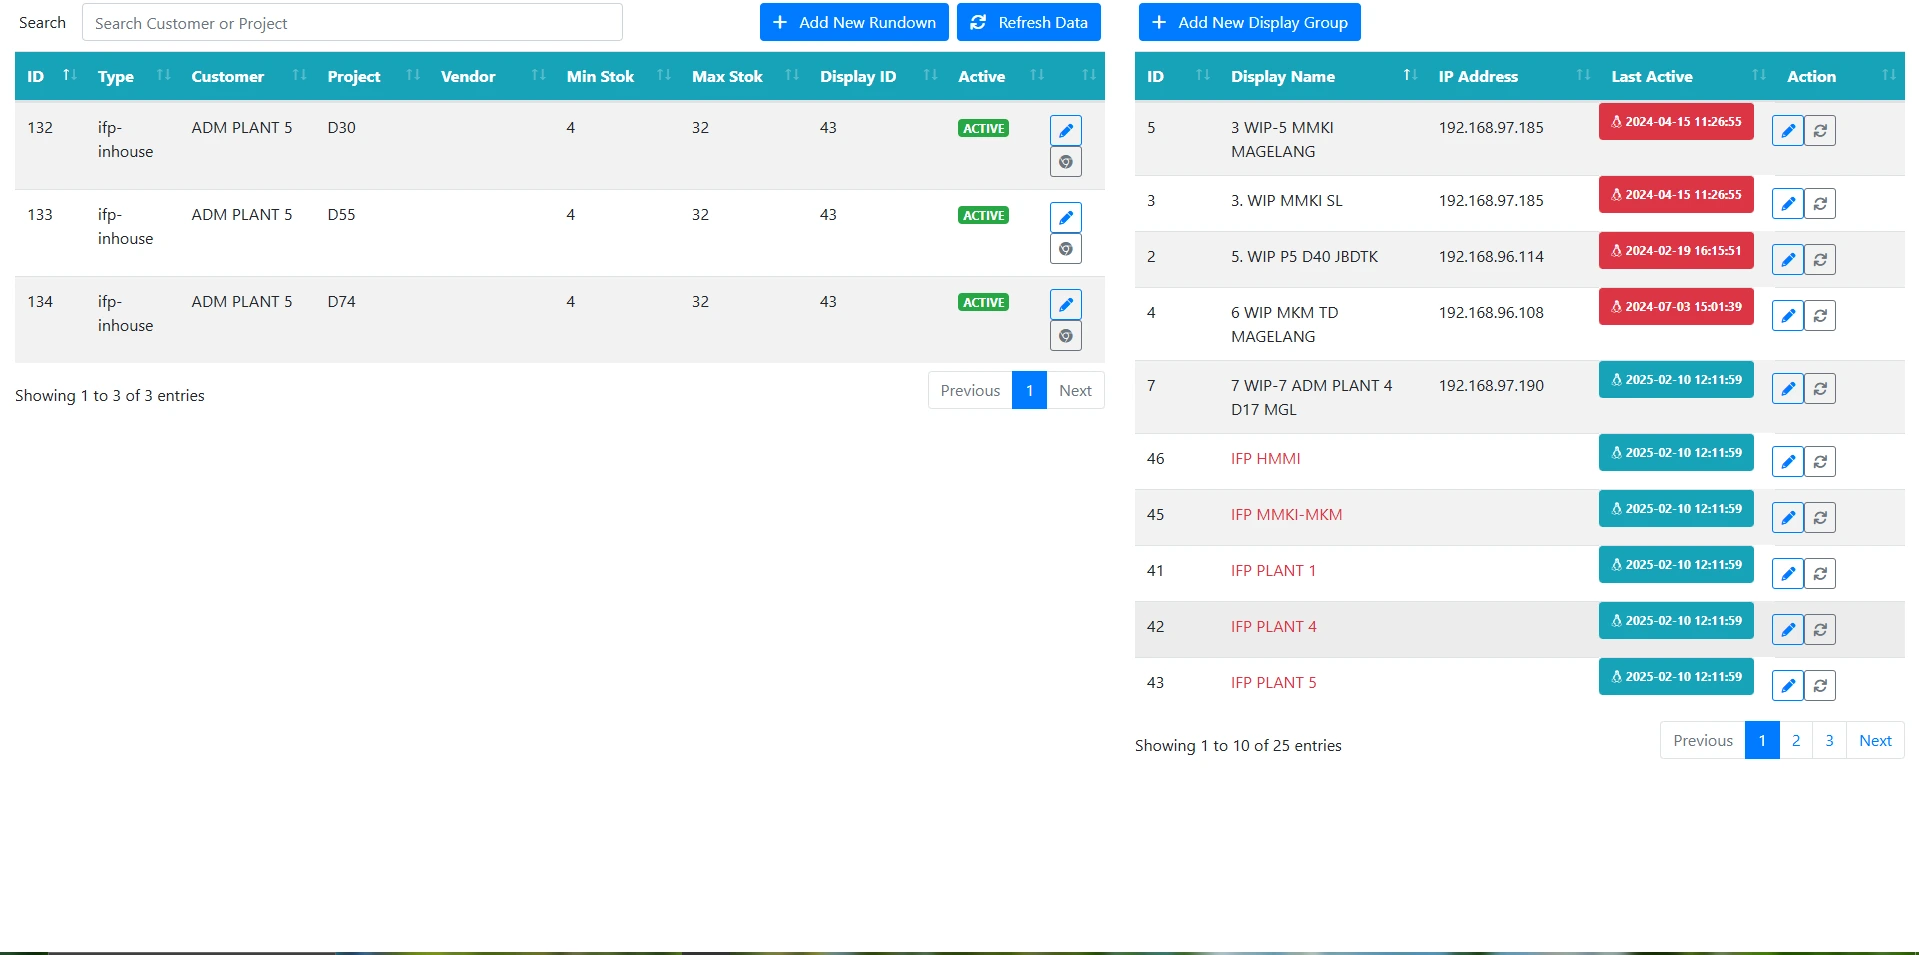 Search Search Customer or Project Add New Rundown Refresh Data
ID Type Customer Project Vendor Min Stok Max Stok Display ID Active
132 ifp- ADM PLANT 5 D30 4 32 43 ACTIVE
inhouse
133 ifp- ADM PLANT 5 D55 4 32 43 ACTIVE
inhouse
134 ifp- ADM PLANT 5 D74 4 32 43 ACTIVE
inhouse
Showing 1 to 3 of 3 entries Previous 1 Next
Add New Display Group
ID Display Name IP Address Last Active Action
5 3 WIP-5 MMKI 192.168.97.185 2024-04-15 11:26:55
MAGELANG
3 3. WIP MMKI SL 192.168.97.185 2024-04-15 11:26:55
2 5. WIP P5 D40 JBDTK 192.168.96.114 2024-02-19 16:15:51
4 6 WIP MKM TD 192.168.96.108 2024-07-03 15:01:39
MAGELANG
7 7 WIP-7 ADM PLANT 4 192.168.97.190 2025-02-10 12:11:59
D17 MGL
46 IFP HMMI 2025-02-10 12:11:59
45 IFP MMKI-MKM 2025-02-10 12:11:59
41 IFP PLANT 1 2025-02-10 12:11:59
42 IFP PLANT 4 2025-02-10 12:11:59
43 IFP PLANT 5 2025-02-10 12:11:59
Showing 1 to 10 of 25 entries Previous 1 2 3 Next